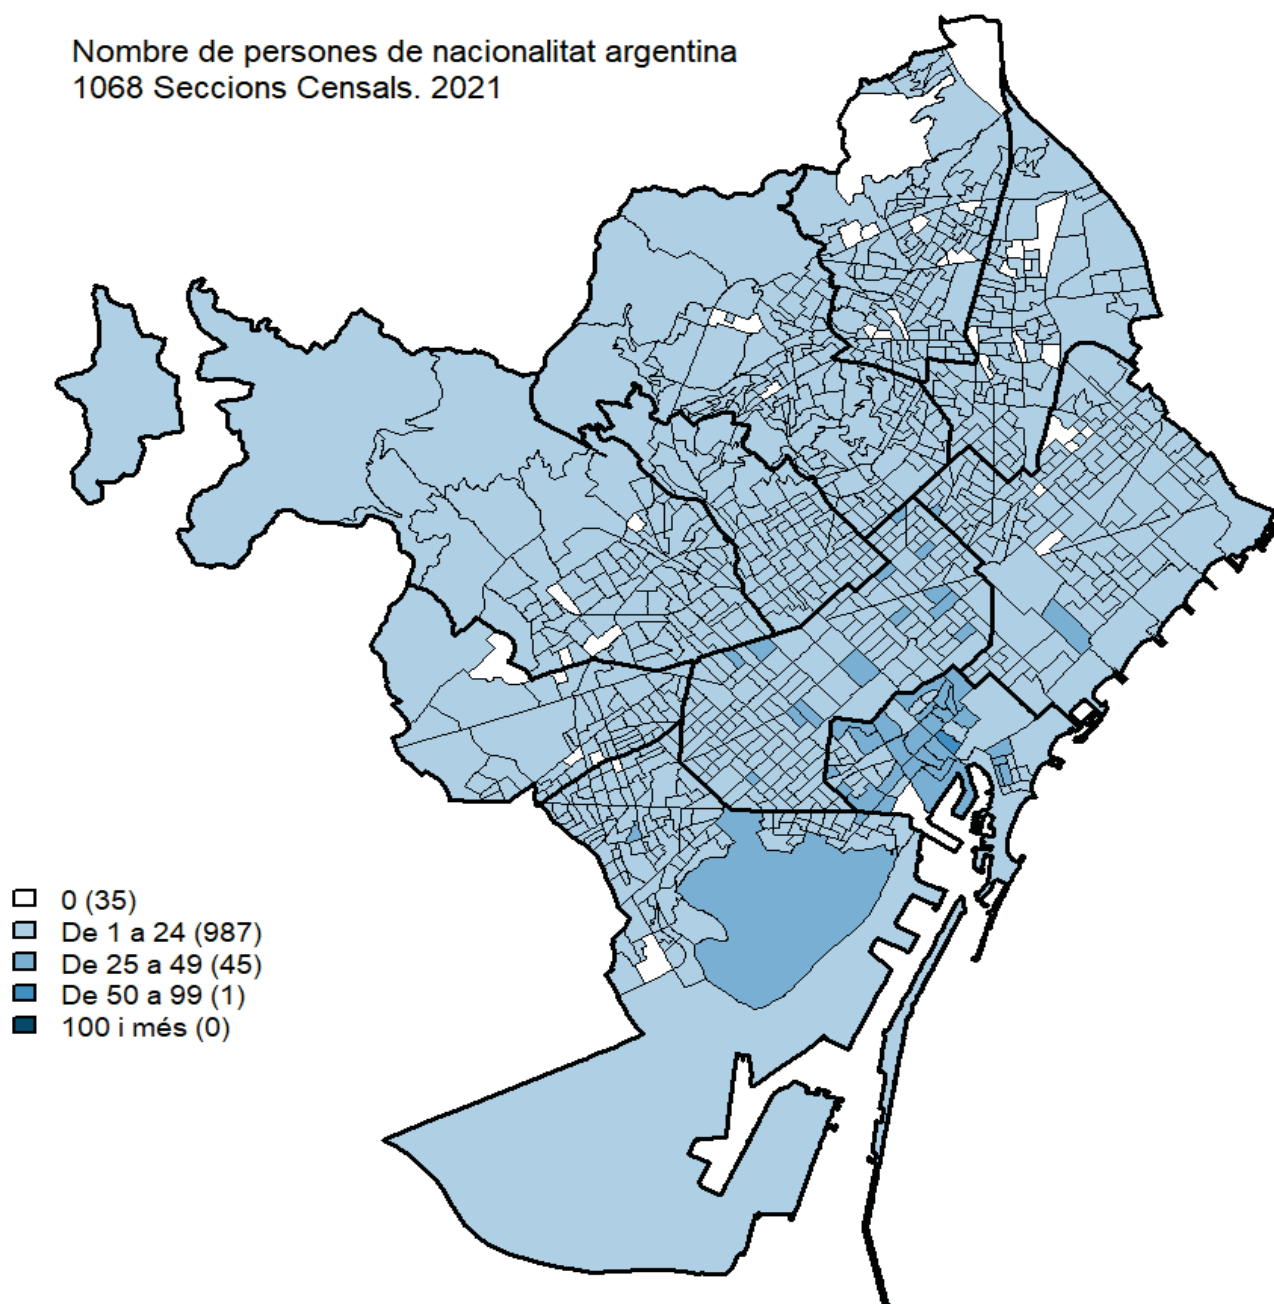 Nombre de persones de nacionalitat argentina
1068 Seccions Censals. 2021
0 (35)
De 1 a 24 (987)
De 25 a 49 (45)
De 50 a 99 (1)
100 i més (0)